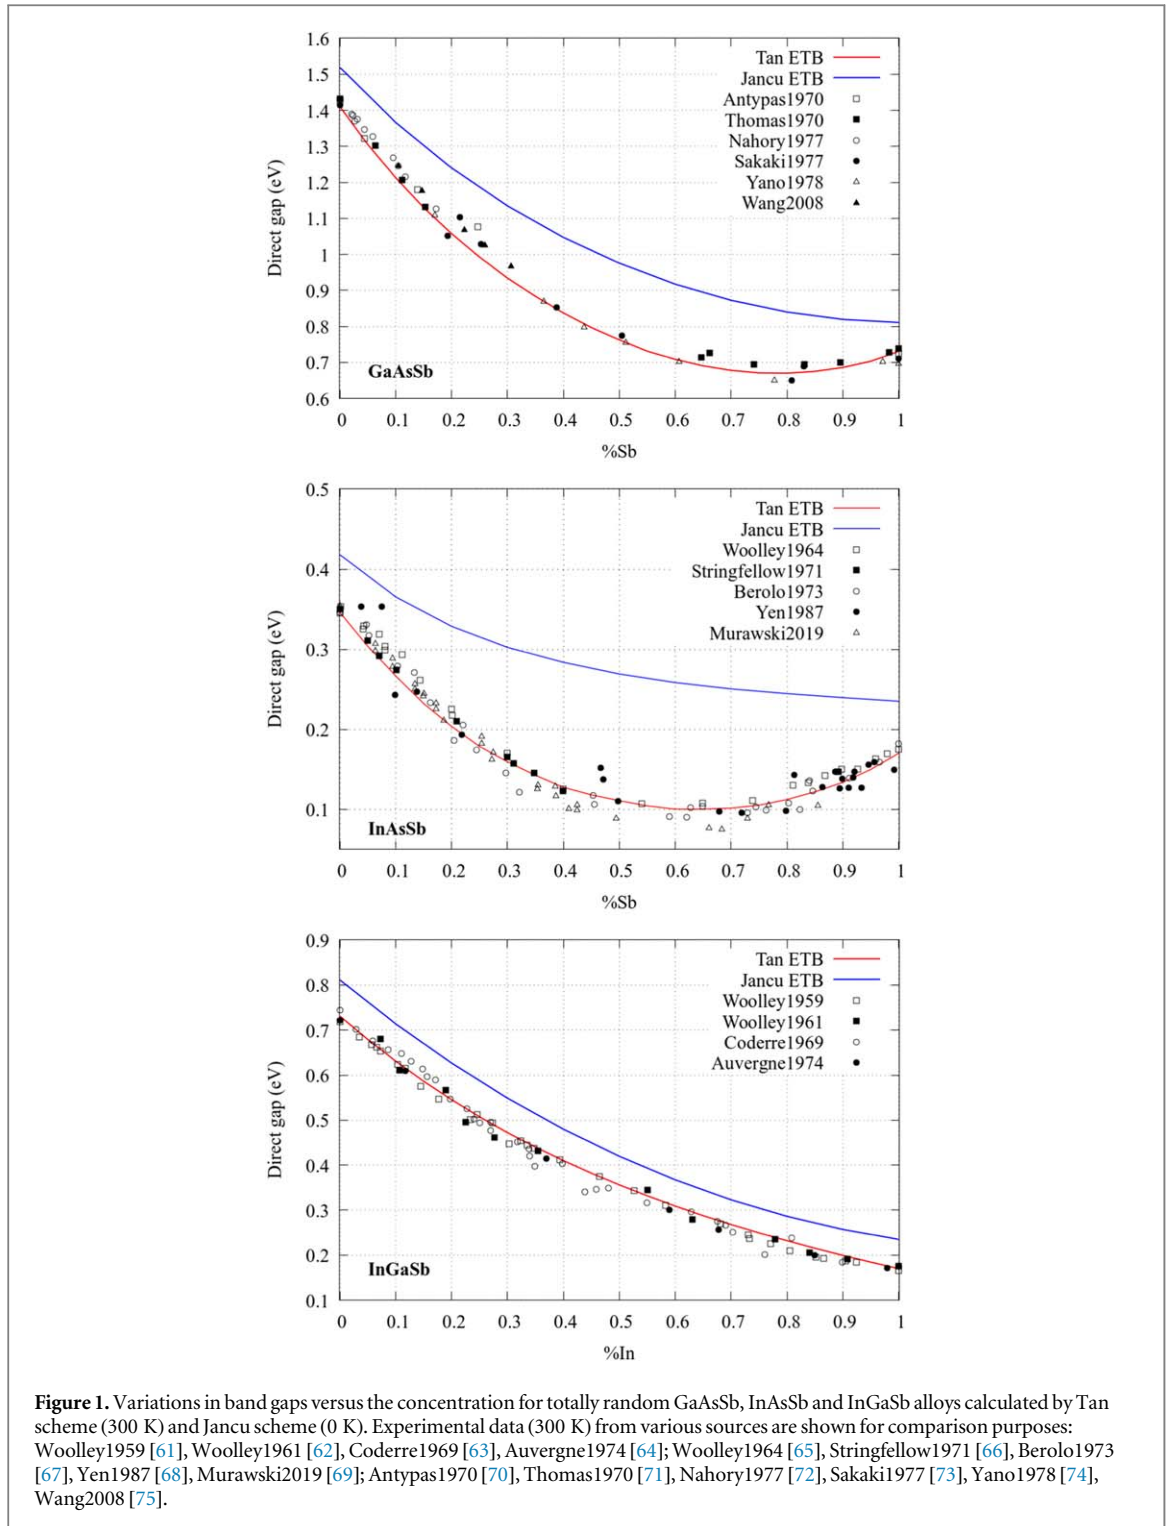 1.6
1.5
1.4
1.3
1.2
1.1
1
0.9
0.8
0.7
0.6
Direct gap (eV)
Tan ETB
Jancu ETB
Antypas1970
Thomas1970
Nahory1977
Sakaki1977
Yano1978
Wang2008
GaAsSb
0 0.1 0.2 0.3 0.4 0.5 0.6 0.7 0.8 0.9 1
%Sb
0.5
0.4
0.3
0.2
0.1
Direct gap (eV)
Tan ETB
Jancu ETB
Woolley1964
Stringfellow1971
Berolo1973
Yen1987
Murawski2019
InAsSb
0 0.1 0.2 0.3 0.4 0.5 0.6 0.7 0.8 0.9 1
%Sb
0.9
0.8
0.7
0.6
0.5
0.4
0.3
0.2
0.1
Direct gap (eV)
Tan ETB
Jancu ETB
Woolley1959
Woolley1961
Coderre1969
Auvergne1974
InGaSb
0 0.1 0.2 0.3 0.4 0.5 0.6 0.7 0.8 0.9 1
%In
Figure 1. Variations in band gaps versus the concentration for totally random GaAsSb, InAsSb and InGaSb alloys calculated by Tan
scheme (300 K) and Jancu scheme (0 K). Experimental data (300 K) from various sources are shown for comparison purposes:
Woolley1959 [61], Woolley1961 [62], Coderre1969 [63], Auvergne1974 [64]; Woolley1964 [65], Stringfellow1971 [66], Berolo1973
[67], Yen1987 [68], Murawski2019 [69]; Antypas1970 [70], Thomas1970 [71], Nahory1977 [72], Sakaki1977 [73], Yano1978 [74],
Wang2008 [75].